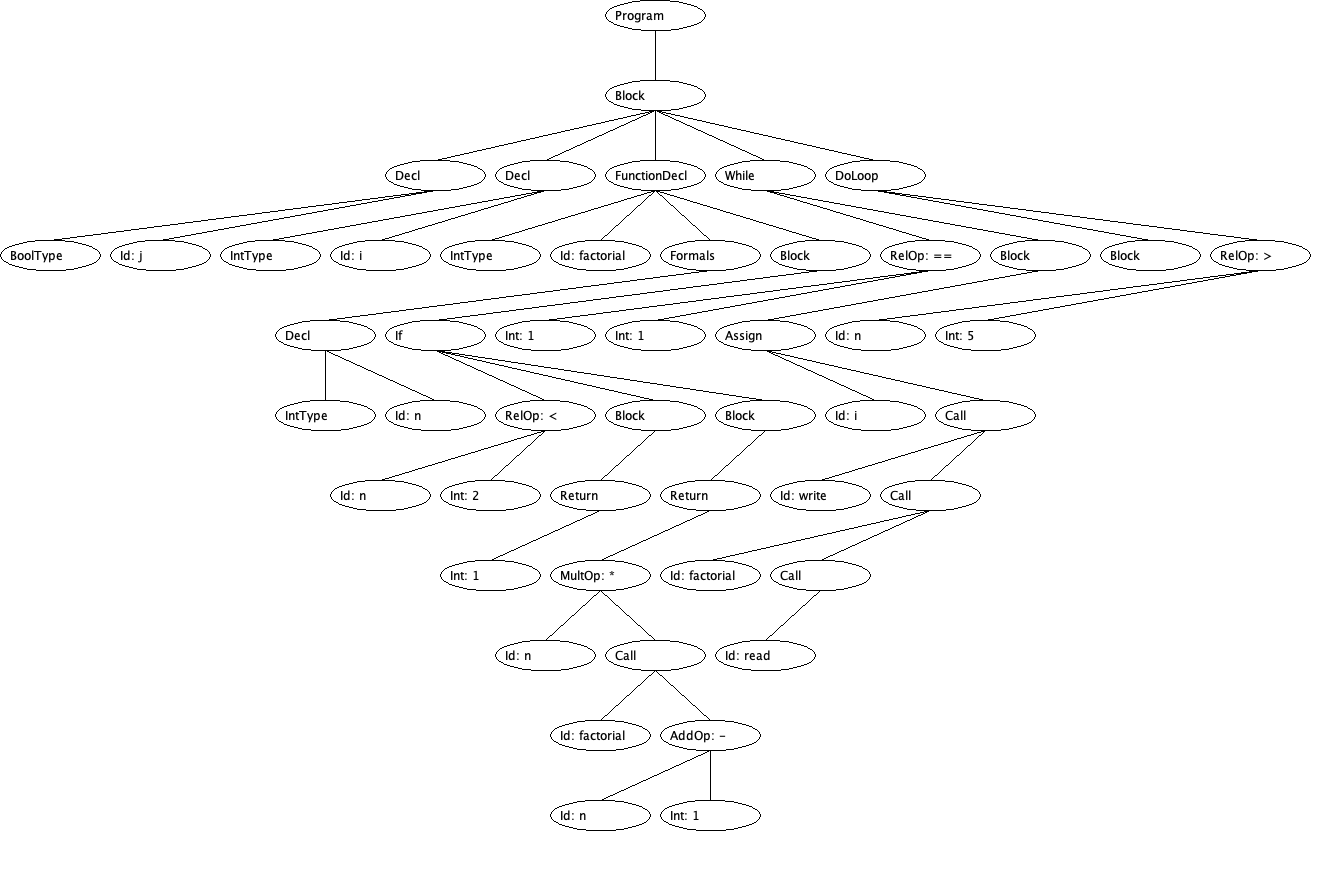 Program
Block
Decl
Decl
FunctionDecl
While
DoLoop
BoolType
Id: j
IntType
Id: i
IntType
Id: factorial
Formals
Block
RelOp: ==
Block
Block
RelOp: >
Decl
If
Int: 1
Int: 1
Assign
Id: n
Int: 5
IntType
Id: n
RelOp: <
Block
Block
Id: i
Call
Id: n
Int: 2
Return
Return
Id: write
Call
Int: 1
MultOp: *
Id: factorial
Call
Id: n
Call
Id: read
Id: factorial
AddOp: -
Id: n
Int: 1